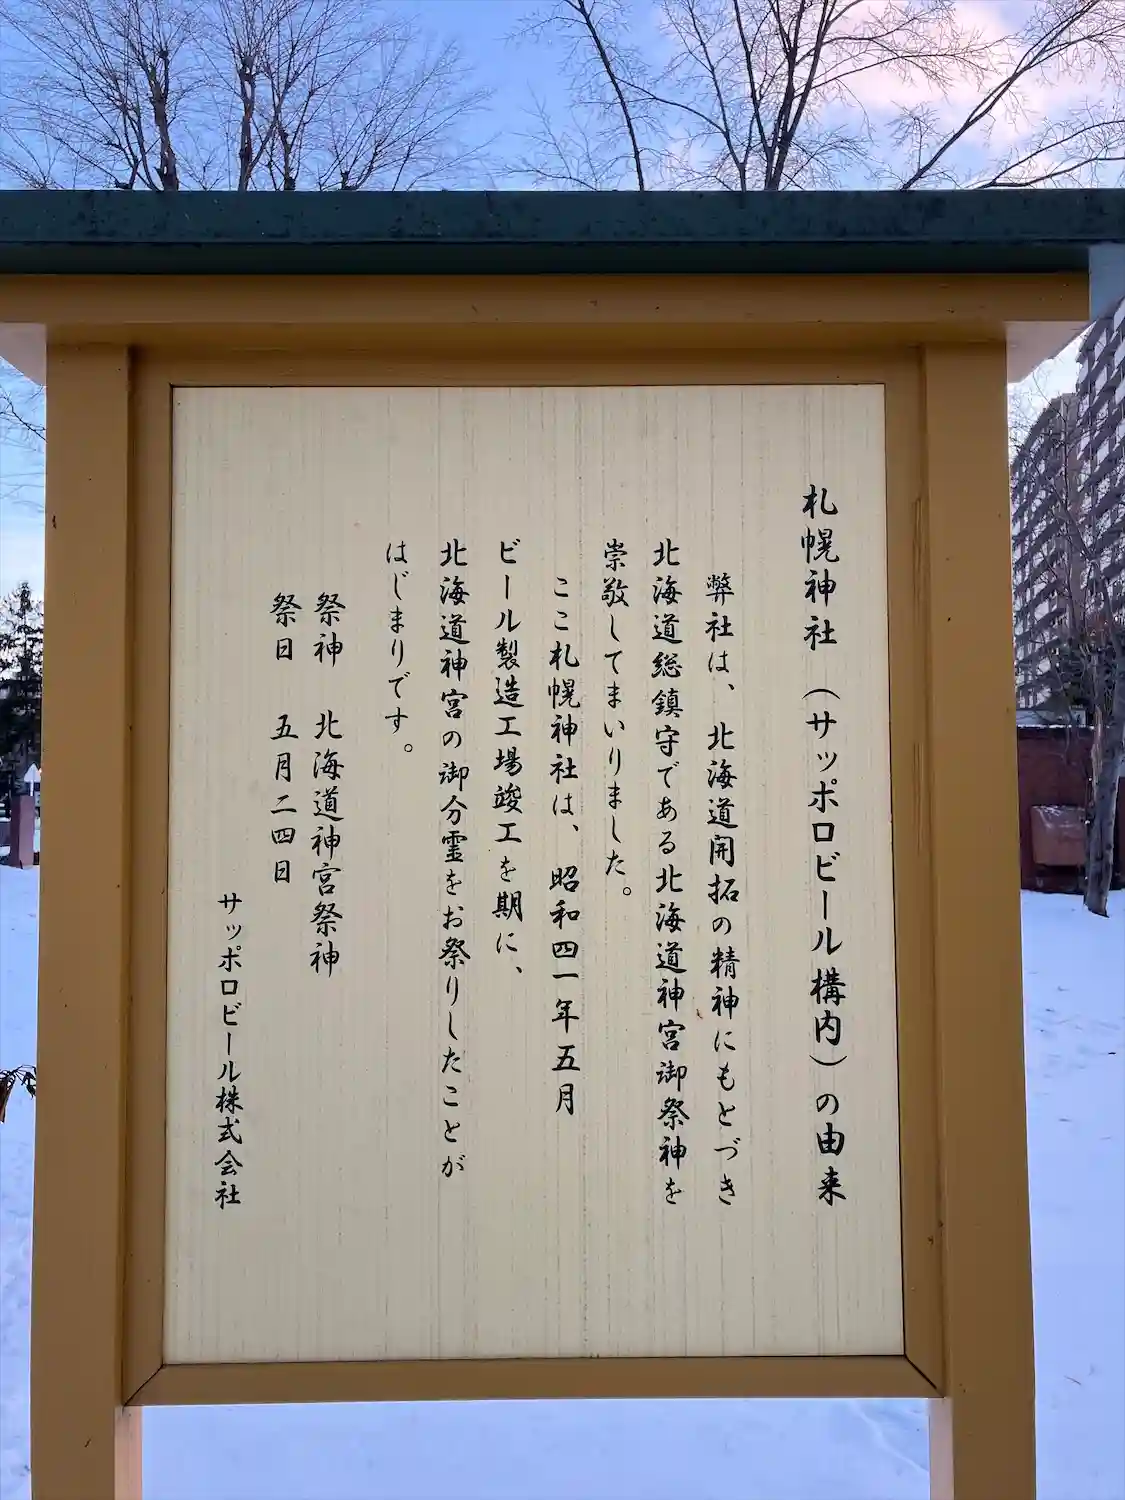 札幌神社(サッポロビール構内)の由来
弊社は、北海道開拓の精神にもとづき
北海道総鎮守である北海道神宮御祭神を
崇敬してまいりました。
ここ札幌神社は、昭和四一年五月
ビール製造工場竣工を期に、
北海道神宮の御分霊をお祭りしたことが
はじまりです。
祭神 北海道神宮祭神
祭日 五月二四日
サッポロビール株式会社